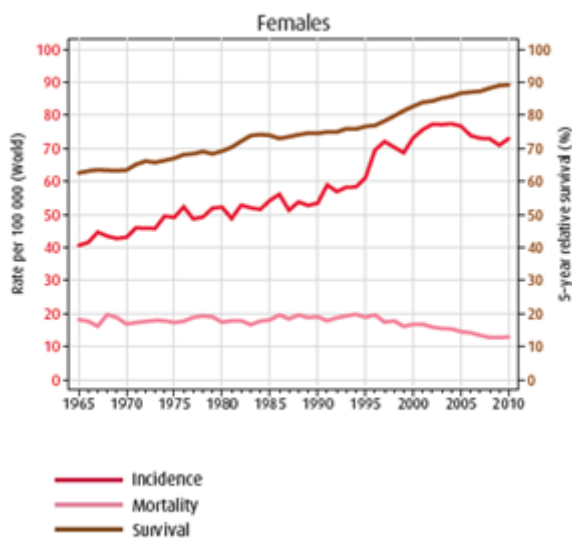 Females
100 100
90 90
80 80
70 70
60 60
50 50
40 40
30 30
20 20
10 10
0 0
Rate per 100 000 (World)
5-year relative survival (%)
1965 1970 1975 1980 1985 1990 1995 2000 2005 2010
Incidence
Mortality
Survival